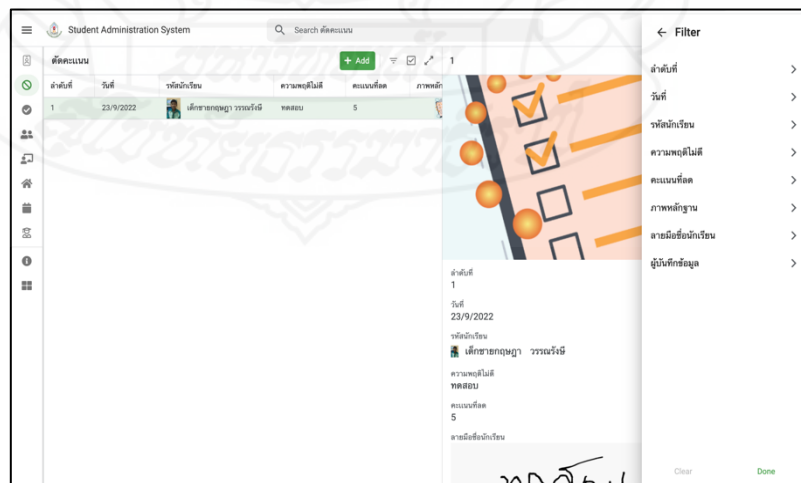 Student Administration System
Search ตัดคะแนน
ตัดคะแนน
+ Add
1
ลำดับที่ วันที่ รหัสนักเรียน ความพฤติไม่ดี คะแนนที่ลด ภาพหลัก
1 23/9/2022 เด็กชายกฤษฎา วรรณรังษี ทดสอบ 5
ลำดับที่
1
วันที่
23/9/2022
รหัสนักเรียน
เด็กชายกฤษฎา วรรณรังษี
ความพฤติไม่ดี
ทดสอบ
คะแนนที่ลด
5
ลายมือชื่อนักเรียน
Filter
ลำดับที่
วันที่
รหัสนักเรียน
ความพฤติไม่ดี
คะแนนที่ลด
ภาพหลักฐาน
ลายมือชื่อนักเรียน
ผู้บันทึกข้อมูล
Clear Done